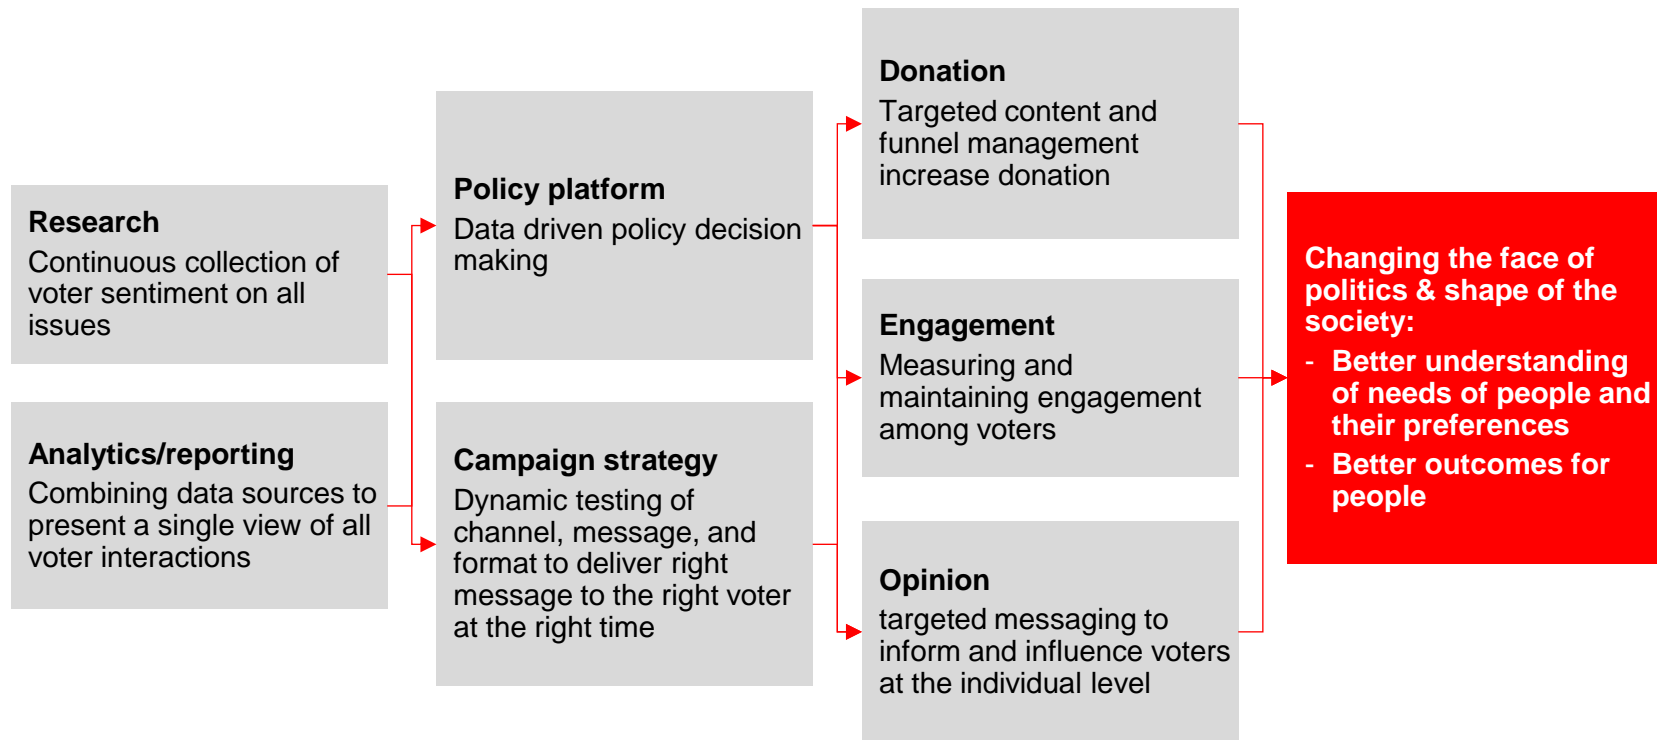 Research
Continuous collection of
voter sentiment on all
issues
Analytics/reporting
Combining data sources to
present a single view of all
voter interactions
Policy platform
Data driven policy decision
making
Campaign strategy
Dynamic testing of
channel, message, and
format to deliver right
message to the right voter
at the right time
Donation
Targeted content and
funnel management
increase donation
Engagement
Measuring and
maintaining engagement
among voters
Opinion
targeted messaging to
inform and influence voters
at the individual level
Changing the face of
politics & shape of the
society:
- Better understanding
of needs of people and
their preferences
- Better outcomes for
people